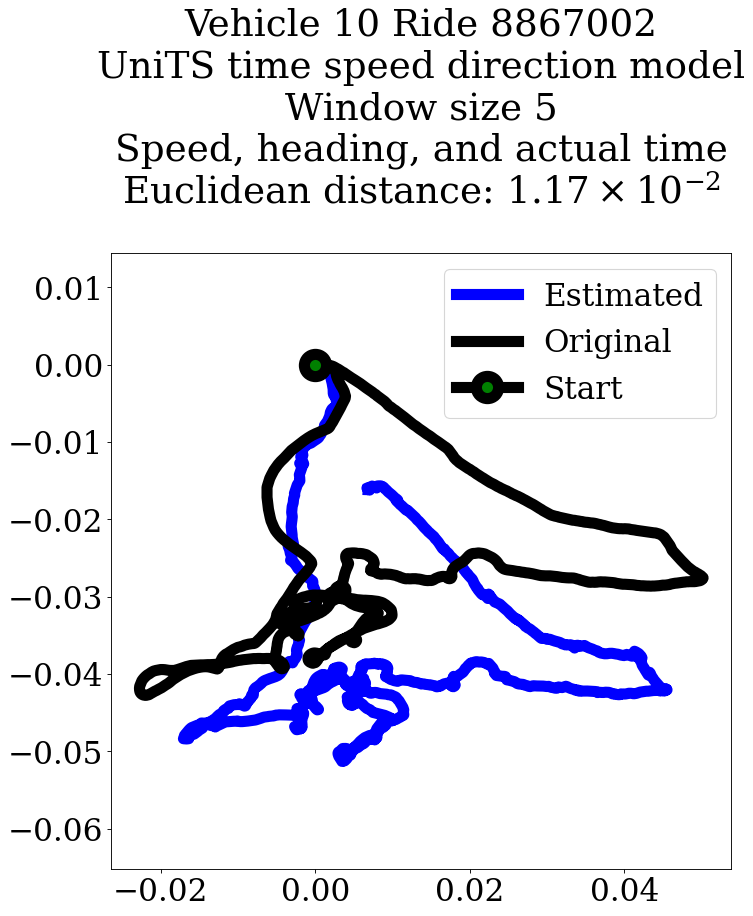 Vehicle 10 Ride 8867002
UniTS time speed direction model
Window size 5
Speed, heading, and actual time
Euclidean distance: 1.17 × 10⁻²
Estimated
Original
Start
0.01
0.00
−0.01
−0.02
−0.03
−0.04
−0.05
−0.06
−0.02 0.00 0.02 0.04